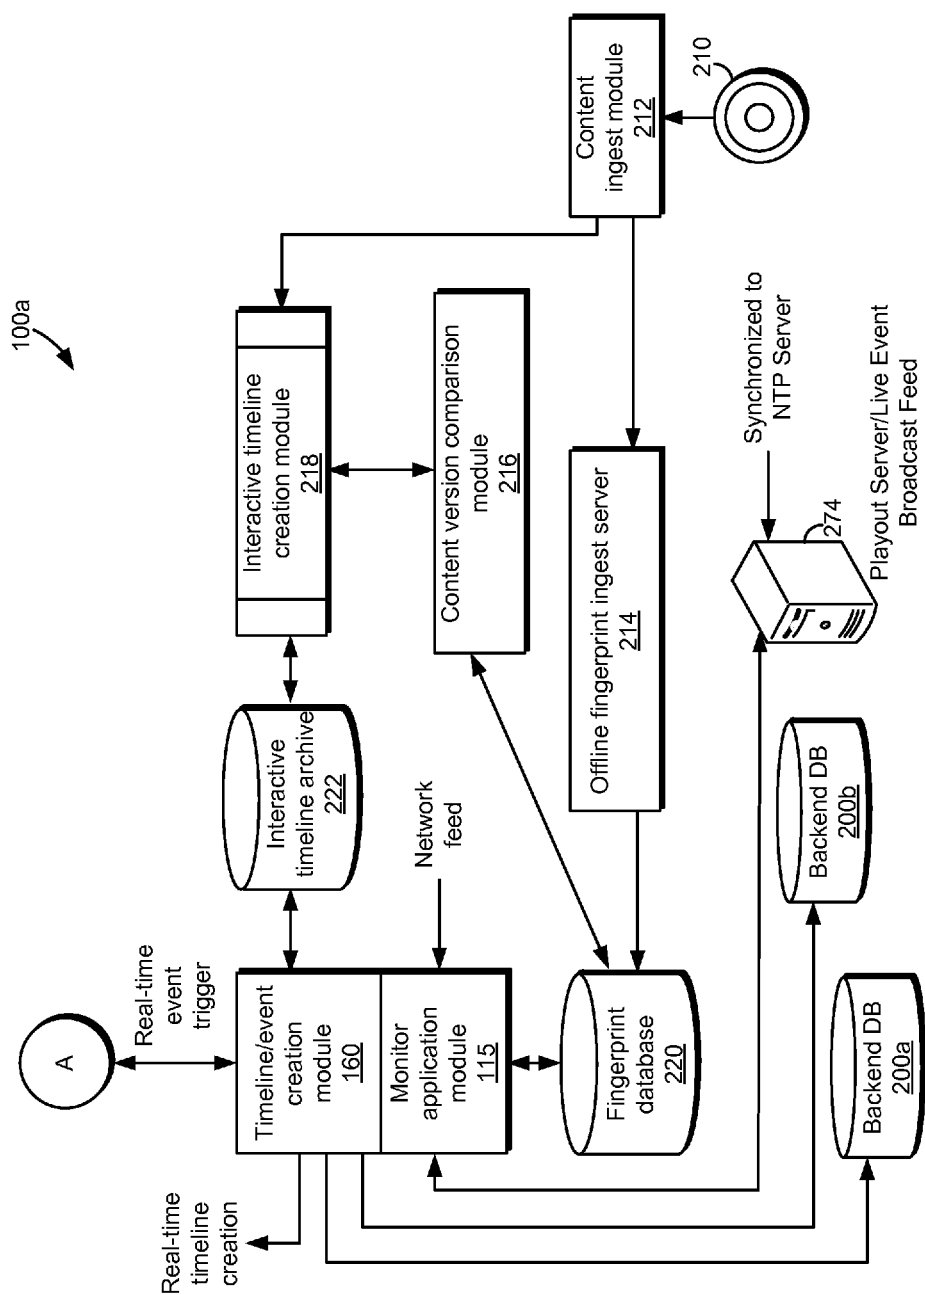 100a
A
Real-time
event
trigger
Real-time
timeline
creation
Timeline/event
creation
module
160
Monitor
application
module
115
Network
feed
Interactive
timeline archive
222
Interactive timeline
creation module
218
Content version comparison
module
216
Content
ingest module
212
210
Offline fingerprint ingest server
214
Fingerprint
database
220
Synchronized to
NTP Server
274
Playout Server/Live Event
Broadcast Feed
Backend DB
200b
Backend DB
200a